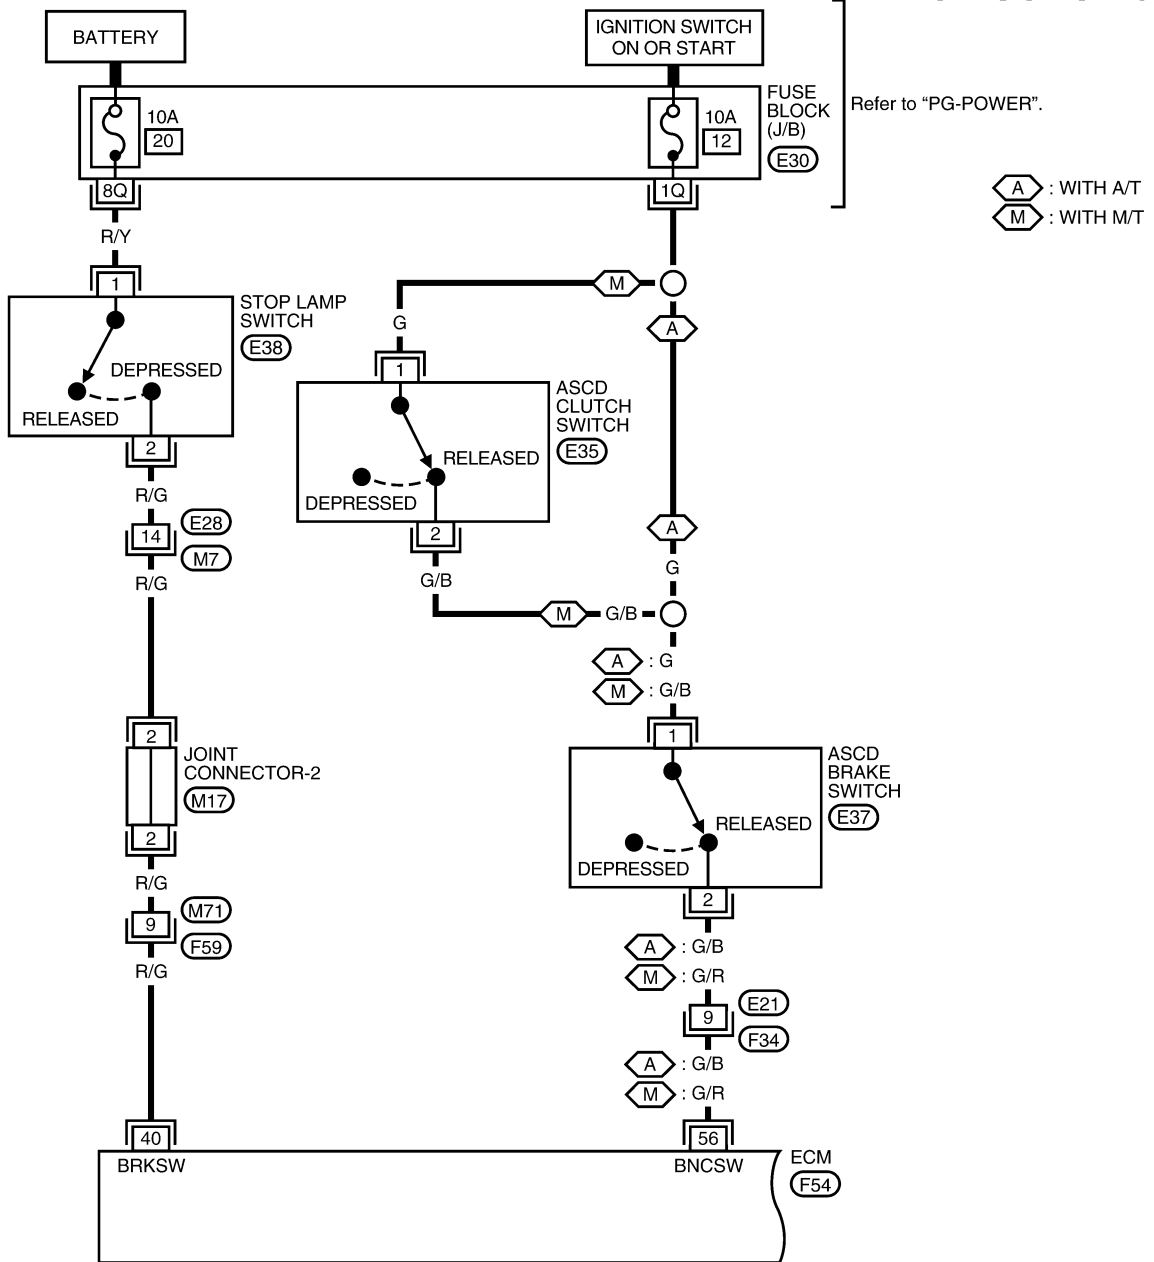 BATTERY
IGNITION SWITCH
ON OR START
10A
20
10A
12
FUSE
BLOCK
(J/B)
E30
Refer to “PG-POWER”.
8Q
1Q
A : WITH A/T
M : WITH M/T
R/Y
1
STOP LAMP
SWITCH
E38
DEPRESSED
RELEASED
2
R/G
14
E28
M7
R/G
M
A
G
1
ASCD
CLUTCH
SWITCH
E35
RELEASED
DEPRESSED
2
G/B
A
G
M G/B
A : G
M : G/B
2
JOINT
CONNECTOR-2
M17
2
R/G
9
M71
F59
R/G
1
ASCD
BRAKE
SWITCH
E37
RELEASED
DEPRESSED
2
A : G/B
M : G/R
9
E21
F34
A : G/B
M : G/R
40
BRKSW
56
BNCSW
ECM
F54